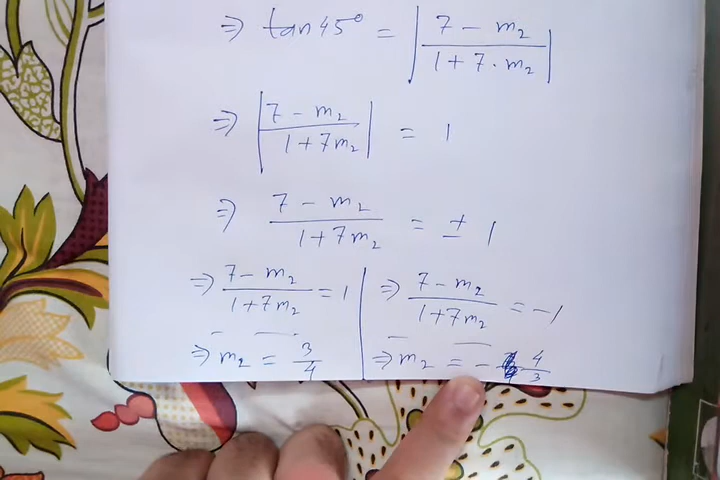 ⇒ tan 45° = |(7 - m₂)/(1 + 7 · m₂)|
⇒ |(7 - m₂)/(1 + 7m₂)| = 1
⇒ (7 - m₂)/(1 + 7m₂) = ± 1
⇒ (7 - m₂)/(1 + 7m₂) = 1 | ⇒ (7 - m₂)/(1 + 7m₂) = -1
⇒ m₂ = 3/4 | ⇒ m₂ = - 4/3